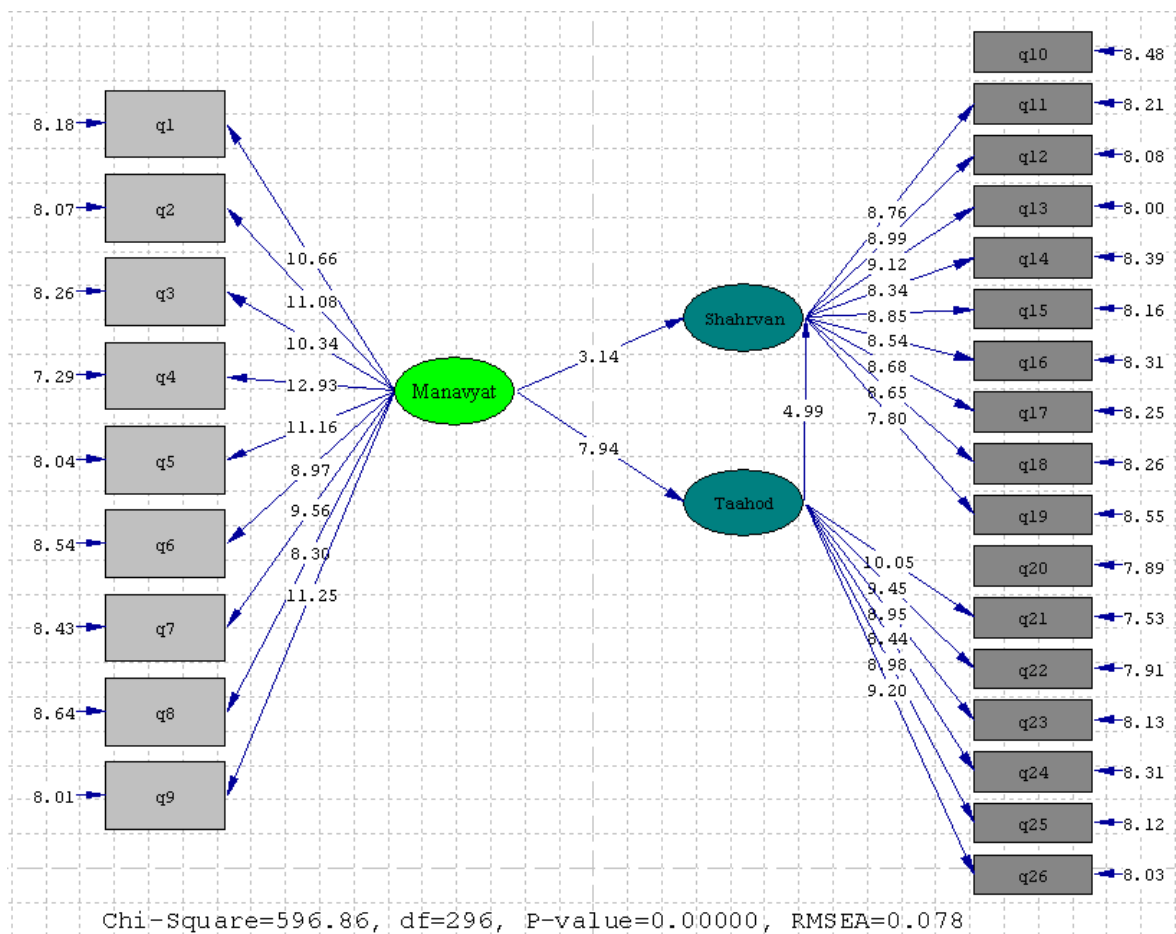 8.18 q1
8.07 q2
8.26 q3
7.29 q4
8.04 q5
8.54 q6
8.43 q7
8.64 q8
8.01 q9
10.66
11.08
10.34
12.93
11.16
8.97
9.56
8.30
11.25
Manavyat
3.14
7.94
Shahrvan
4.99
Taahod
8.76
8.99
9.12
8.34
8.85
8.54
8.68
8.65
7.80
10.05
9.45
8.95
8.44
8.98
9.20
q10 8.48
q11 8.21
q12 8.08
q13 8.00
q14 8.39
q15 8.16
q16 8.31
q17 8.25
q18 8.26
q19 8.55
q20 7.89
q21 7.53
q22 7.91
q23 8.13
q24 8.31
q25 8.12
q26 8.03
Chi-Square=596.86, df=296, P-value=0.00000, RMSEA=0.078